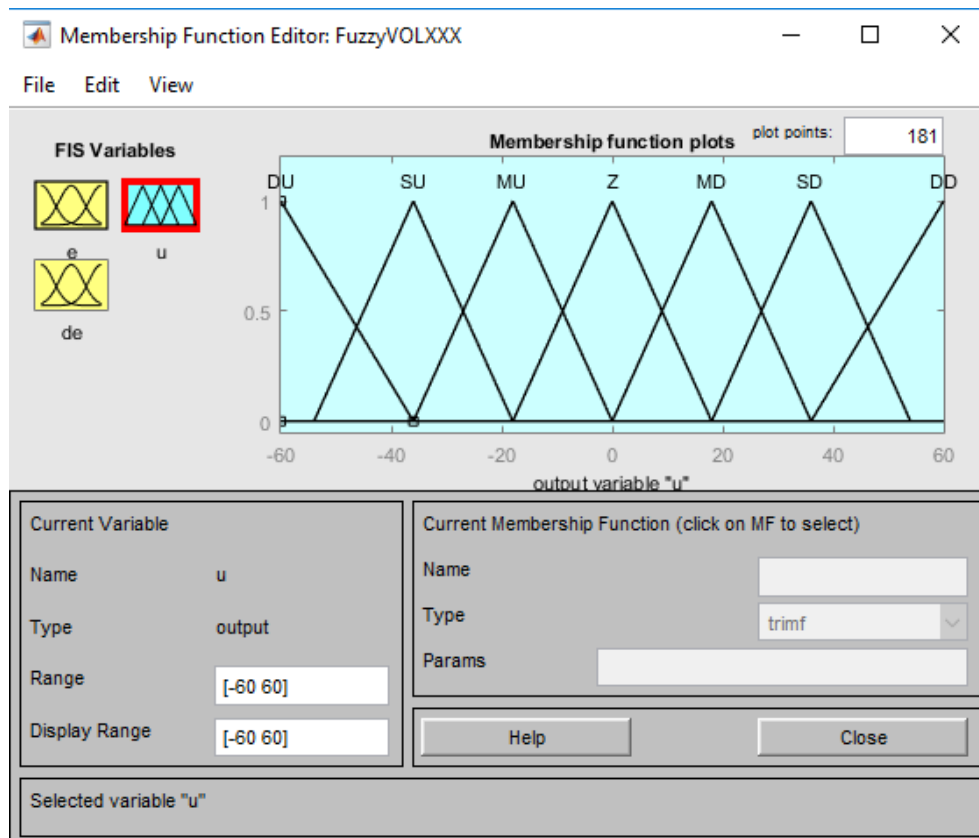 Membership Function Editor: FuzzyVOLXXX
File Edit View
FIS Variables
e
u
de
Membership function plots
plot points:
181
DU SU MU Z MD SD DD
1
0.5
0
-60 -40 -20 0 20 40 60
output variable "u"
Current Variable
Name u
Type output
Range [-60 60]
Display Range [-60 60]
Current Membership Function (click on MF to select)
Name
Type trimf
Params
Help Close
Selected variable "u"